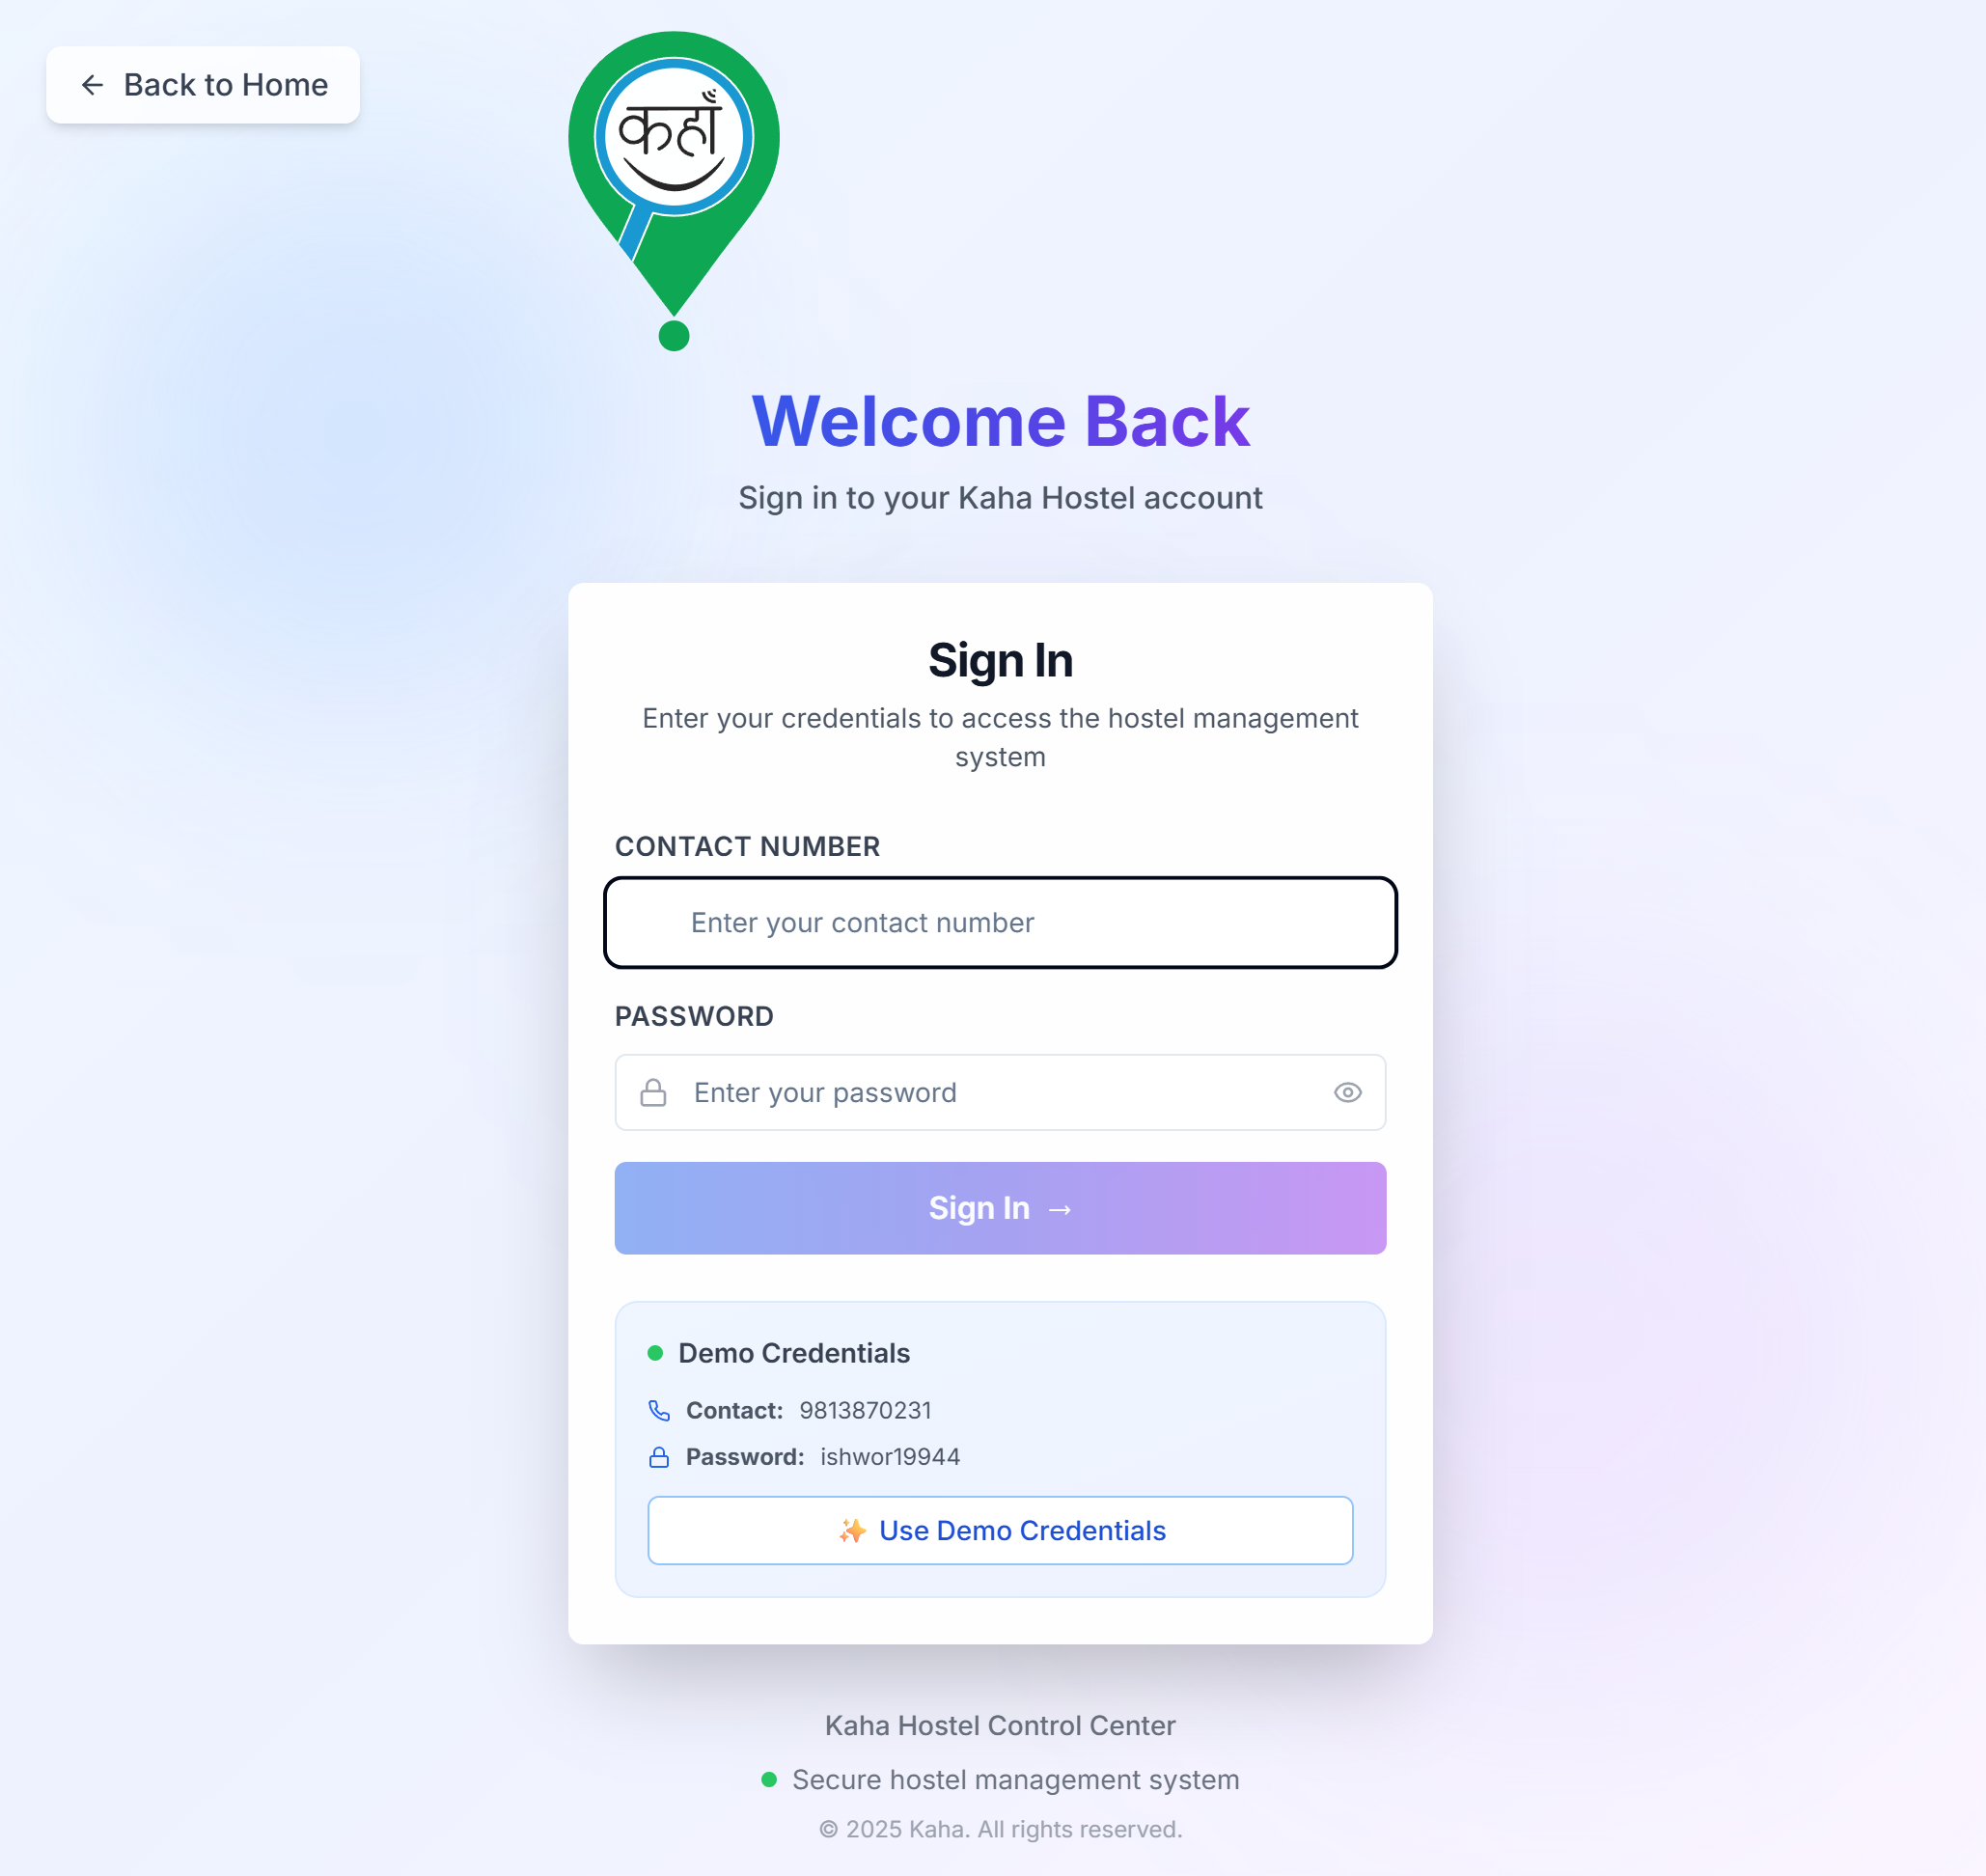 Back to Home
कहाँ
Welcome Back
Sign in to your Kaha Hostel account
Sign In
Enter your credentials to access the hostel management
system
CONTACT NUMBER
Enter your contact number
PASSWORD
Enter your password
Sign In →
Demo Credentials
Contact: 9813870231
Password: ishwor19944
✨ Use Demo Credentials
Kaha Hostel Control Center
Secure hostel management system
© 2025 Kaha. All rights reserved.